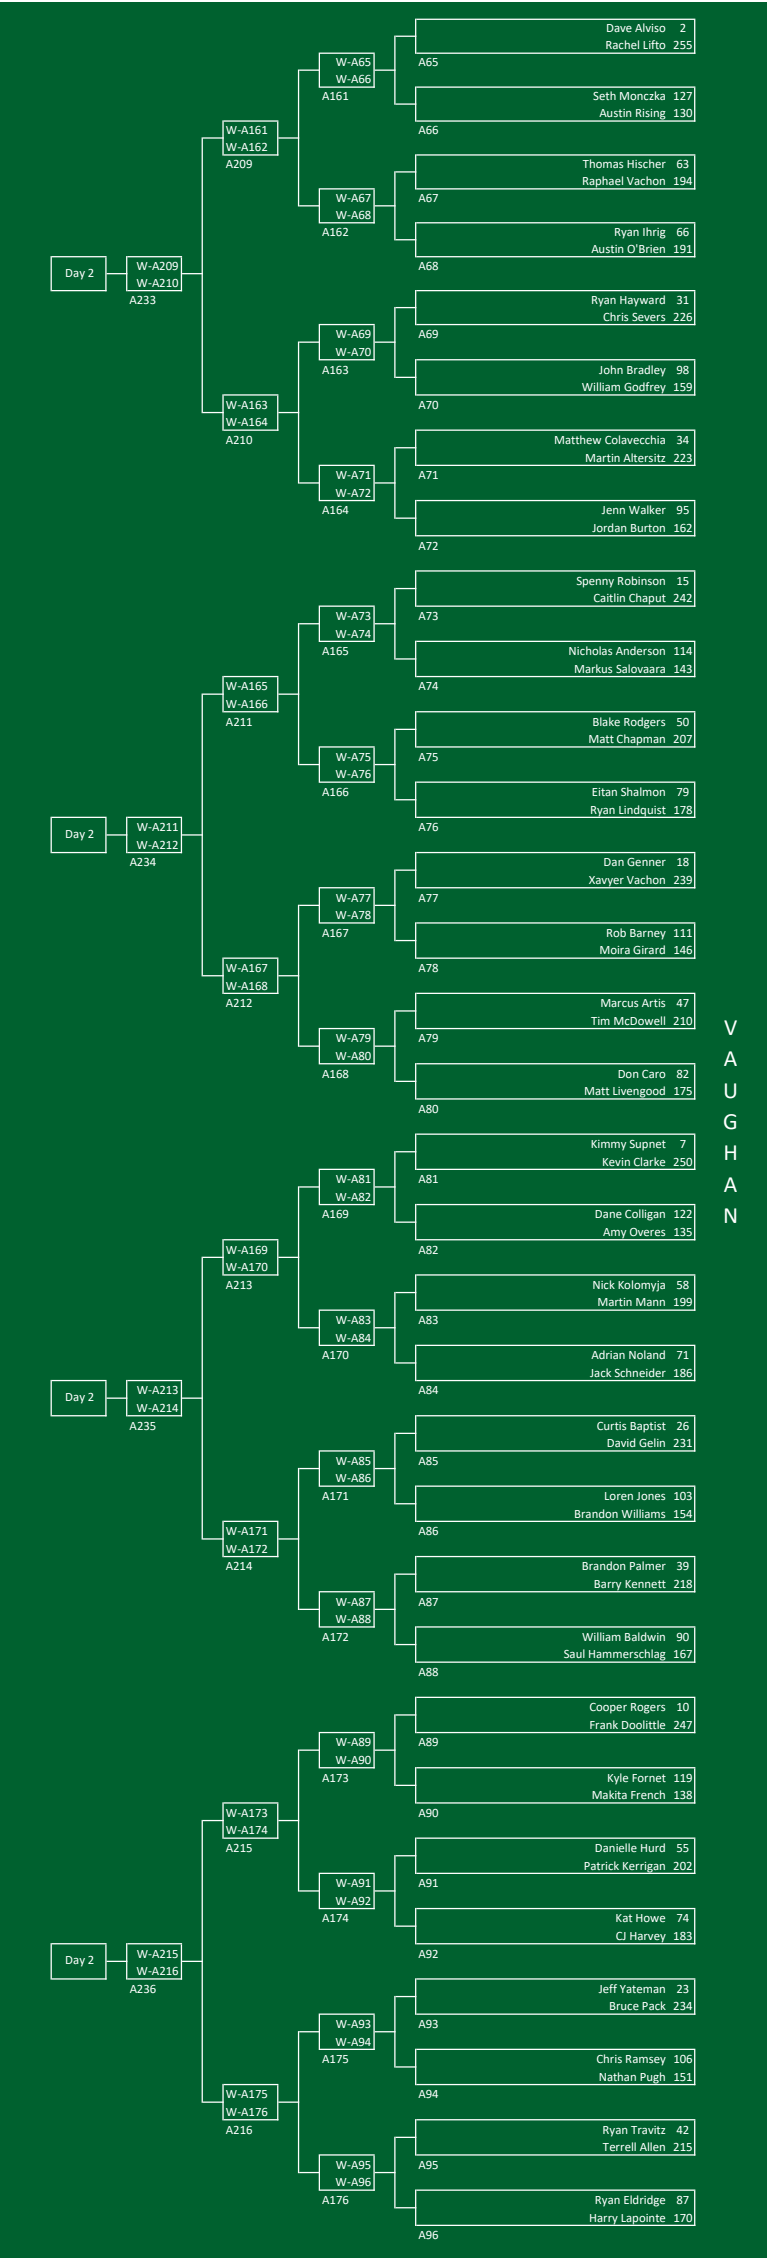 Dave Alviso 2
Rachel Lifto 255
A65
W-A65
W-A66
A161
Seth Monczka 127
Austin Rising 130
A66
W-A161
W-A162
A209
Thomas Hischer 63
Raphael Vachon 194
A67
W-A67
W-A68
A162
Ryan Ihrig 66
Austin O'Brien 191
A68
Day 2
W-A209
W-A210
A233
Ryan Hayward 31
Chris Severs 226
A69
W-A69
W-A70
A163
John Bradley 98
William Godfrey 159
A70
W-A163
W-A164
A210
Matthew Colavecchia 34
Martin Altersitz 223
A71
W-A71
W-A72
A164
Jenn Walker 95
Jordan Burton 162
A72
Spenny Robinson 15
Caitlin Chaput 242
A73
W-A73
W-A74
A165
Nicholas Anderson 114
Markus Salovaara 143
A74
W-A165
W-A166
A211
Blake Rodgers 50
Matt Chapman 207
A75
W-A75
W-A76
A166
Eitan Shalmon 79
Ryan Lindquist 178
A76
Day 2
W-A211
W-A212
A234
Dan Genner 18
Xavyer Vachon 239
A77
W-A77
W-A78
A167
Rob Barney 111
Moira Girard 146
A78
W-A167
W-A168
A212
Marcus Artis 47
Tim McDowell 210
A79
W-A79
W-A80
A168
Don Caro 82
Matt Livengood 175
A80
V
A
U
G
H
A
N
Kimmy Supnet 7
Kevin Clarke 250
A81
W-A81
W-A82
A169
Dane Colligan 122
Amy Overes 135
A82
W-A169
W-A170
A213
Nick Kolomyja 58
Martin Mann 199
A83
W-A83
W-A84
A170
Adrian Noland 71
Jack Schneider 186
A84
Day 2
W-A213
W-A214
A235
Curtis Baptist 26
David Gelin 231
A85
W-A85
W-A86
A171
Loren Jones 103
Brandon Williams 154
A86
W-A171
W-A172
A214
Brandon Palmer 39
Barry Kennett 218
A87
W-A87
W-A88
A172
William Baldwin 90
Saul Hammerschlag 167
A88
Cooper Rogers 10
Frank Doolittle 247
A89
W-A89
W-A90
A173
Kyle Fornet 119
Makita French 138
A90
W-A173
W-A174
A215
Danielle Hurd 55
Patrick Kerrigan 202
A91
W-A91
W-A92
A174
Kat Howe 74
CJ Harvey 183
A92
Day 2
W-A215
W-A216
A236
Jeff Yateman 23
Bruce Pack 234
A93
W-A93
W-A94
A175
Chris Ramsey 106
Nathan Pugh 151
A94
W-A175
W-A176
A216
Ryan Travitz 42
Terrell Allen 215
A95
W-A95
W-A96
A176
Ryan Eldridge 87
Harry Lapointe 170
A96